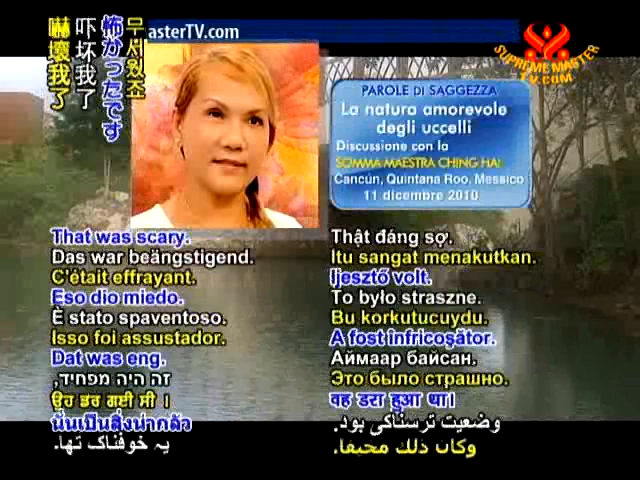 무서웠죠
怖かったです
吓坏我了
嚇壞我了
asterTV.com
SUPREME MASTER
TV.COM
PAROLE DI SAGGEZZA
La natura amorevole
degli uccelli
Discussione con la
SOMMA MAESTRA CHING HAI
Cancún, Quintana Roo, Messico
11 dicembre 2010
That was scary.
Das war beängstigend.
C'était effrayant.
Eso dio miedo.
È stato spaventoso.
Isso foi assustador.
Dat was eng.
זה היה מפחיד,
ਉਹ ਡਰ ਗਈ ਸੀ ।
นั่นเป็นสิ่งน่ากลัว
یہ خوفناک تھا۔
Thật đáng sợ.
Itu sangat menakutkan.
Ijesztő volt.
To było straszne.
Bu korkutucuydu.
A fost înfricoşător.
Аймаар байсан.
Это было страшно.
वह डरा हुआ था।
وضعیت ترسناکی بود.
وكان ذلك مخيفا.